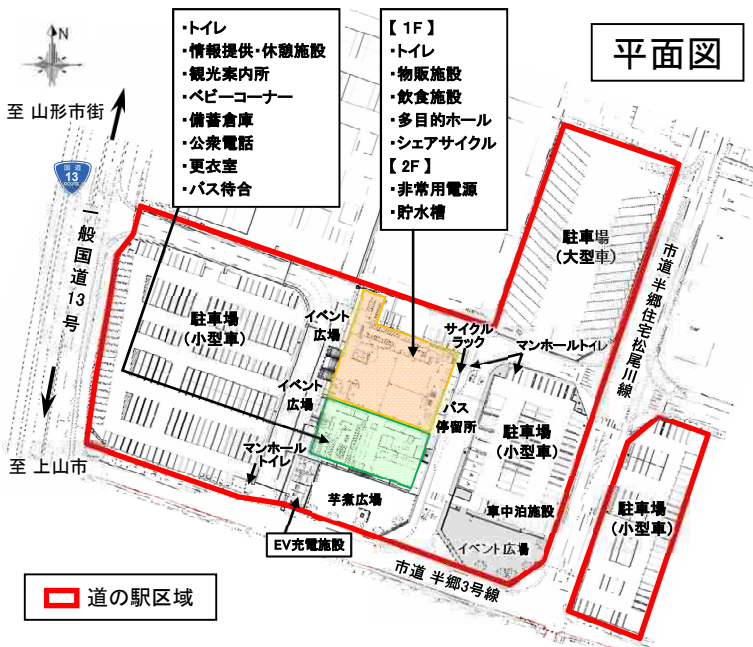 平面図
N
至 山形市街
国道
13
ROUTE
一般国道13号
至 上山市
・トイレ
・情報提供・休憩施設
・観光案内所
・ベビーコーナー
・備蓄倉庫
・公衆電話
・更衣室
・バス待合
【 1F 】
・トイレ
・物販施設
・飲食施設
・多目的ホール
・シェアサイクル
【 2F 】
・非常用電源
・貯水槽
駐車場
（大型車）
市道 半郷住宅松尾川線
駐車場
（小型車）
イベント
広場
イベント
広場
サイクル
ラック
マンホールトイレ
バス
停留所
駐車場
（小型車）
マンホール
トイレ
芋煮広場
車中泊施設
イベント広場
駐車場
（小型車）
EV充電施設
市道 半郷3号線
道の駅区域